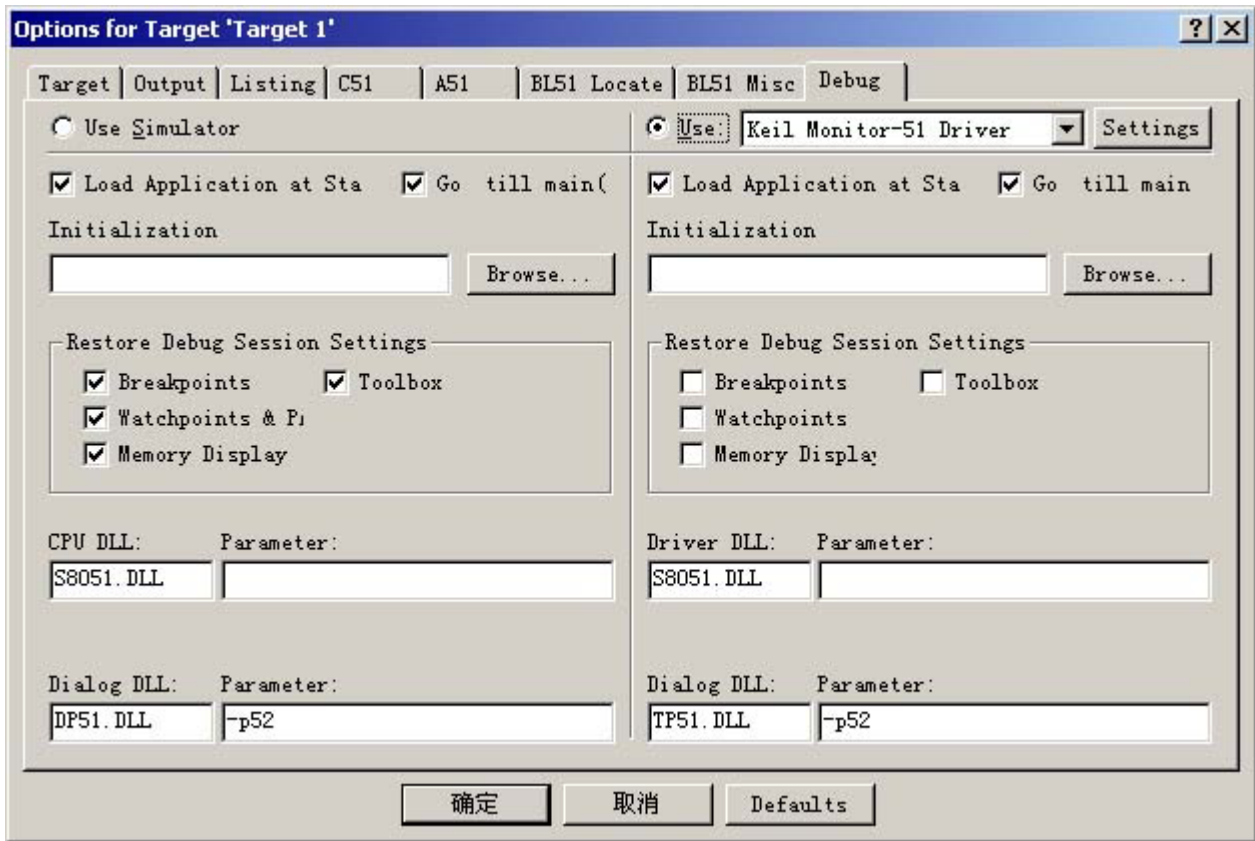 Options for Target 'Target 1'
Target Output Listing C51 A51 BL51 Locate BL51 Misc Debug
Use Simulator
Use: Keil Monitor-51 Driver Settings
Load Application at Sta Go till main(
Load Application at Sta Go till main
Initialization
Initialization
Browse...
Browse...
Restore Debug Session Settings
Restore Debug Session Settings
Breakpoints Toolbox
Breakpoints Toolbox
Watchpoints & Pa
Watchpoints
Memory Display
Memory Display
CPU DLL: Parameter:
Driver DLL: Parameter:
S8051.DLL
S8051.DLL
Dialog DLL: Parameter:
Dialog DLL: Parameter:
DP51.DLL -p52
TP51.DLL -p52
确定 取消 Defaults